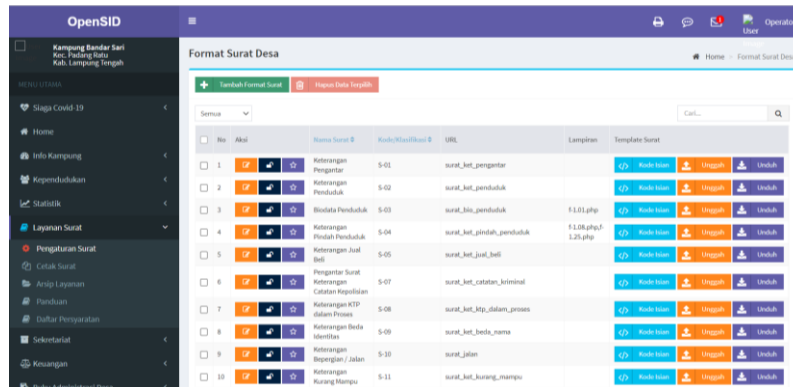 OpenSID
User
Operato
Kampung Bandar Sari
Kec. Padang Ratu
Kab. Lampung Tengah
Format Surat Desa
Home > Format Surat Des
MENU UTAMA
Tambah Format Surat
Hapus Data Terpilih
Siaga Covid-19
Home
Info Kampung
Kependudukan
Statistik
Layanan Surat
Pengaturan Surat
Cetak Surat
Arsip Layanan
Panduan
Daftar Persyaratan
Sekretariat
Keuangan
Semua
Cari...
No Aksi Nama Surat Kode/Klasifikasi URL Lampiran Template Surat
1 Keterangan Pengantar S-01 surat_ket_pengantar Kode Isian Unggah Unduh
2 Keterangan Penduduk S-02 surat_ket_penduduk Kode Isian Unggah Unduh
3 Biodata Penduduk S-03 surat_bio_penduduk f-1.01.php Kode Isian Unggah Unduh
4 Keterangan Pindah Penduduk S-04 surat_ket_pindah_penduduk f-1.08.php,f-1.25.php Kode Isian Unggah Unduh
5 Keterangan Jual Beli S-05 surat_ket_jual_beli Kode Isian Unggah Unduh
6 Pengantar Surat Keterangan Catatan Kepolisian S-07 surat_ket_catatan_kriminal Kode Isian Unggah Unduh
7 Keterangan KTP dalam Proses S-08 surat_ket_ktp_dalam_proses Kode Isian Unggah Unduh
8 Keterangan Beda Identitas S-09 surat_ket_beda_nama Kode Isian Unggah Unduh
9 Keterangan Bepergian / Jalan S-10 surat_jalan Kode Isian Unggah Unduh
10 Keterangan Kurang Mampu S-11 surat_ket_kurang_mampu Kode Isian Unggah Unduh